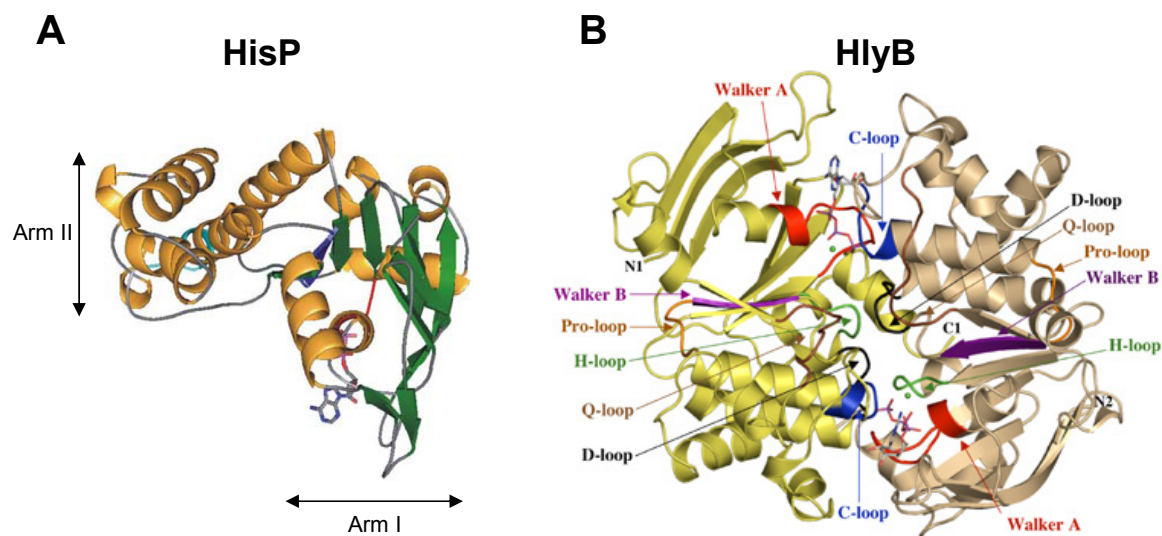 A
HisP
Arm II
Arm I
B
HlyB
Walker A
C-loop
D-loop
Q-loop
Pro-loop
Walker B
N1
Walker B
Pro-loop
C1
H-loop
H-loop
Q-loop
N2
D-loop
C-loop
Walker A